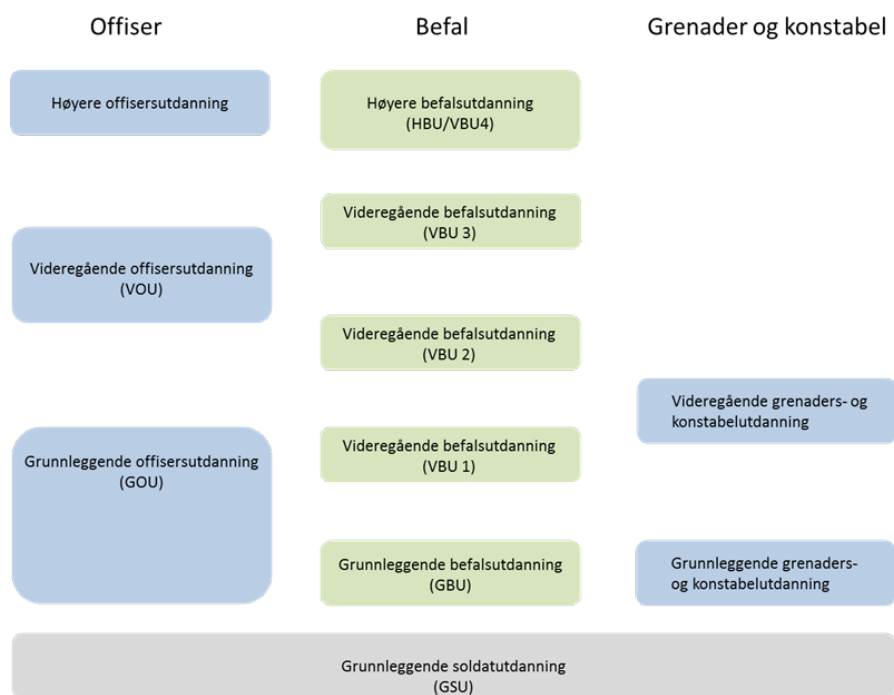 Offiser
Befal
Grenader og konstabel
Høyere offisersutdanning
Høyere befalsutdanning
(HBU/VBU4)
Videregående befalsutdanning
(VBU 3)
Videregående offisersutdanning
(VOU)
Videregående befalsutdanning
(VBU 2)
Videregående grenaders- og
konstabelutdanning
Grunnleggende offisersutdanning
(GOU)
Videregående befalsutdanning
(VBU 1)
Grunnleggende befalsutdanning
(GBU)
Grunnleggende grenaders-
og konstabelutdanning
Grunnleggende soldatutdanning
(GSU)